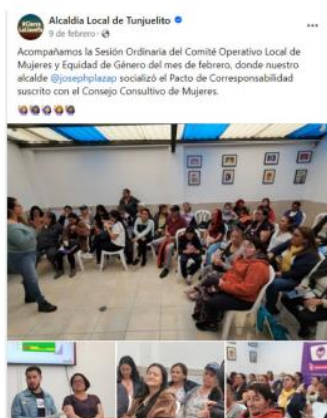 Alcaldía Local de Tunjuelito
9 de febrero ·
Acompañamos la Sesión Ordinaria del Comité Operativo Local de
Mujeres y Equidad de Género del mes de febrero, donde nuestro
alcalde @josephplazap socializó el Pacto de Corresponsabilidad
suscrito con el Consejo Consultivo de Mujeres.